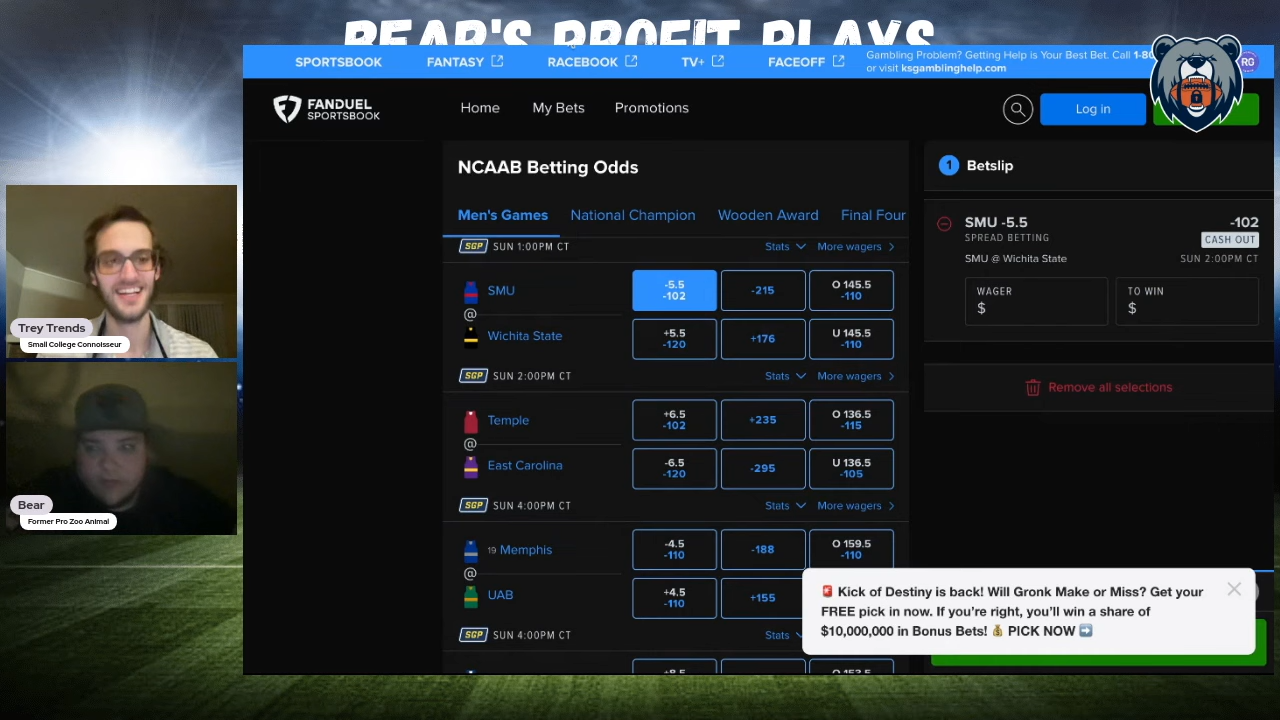 BEAR'S PROFIT PLAYS
SPORTSBOOK FANTASY RACEBOOK TV+ FACEOFF
Gambling Problem? Getting Help is Your Best Bet. Call 1-80
or visit ksgamblinghelp.com
RG
FANDUEL
SPORTSBOOK
Home My Bets Promotions
Log in
NCAAB Betting Odds
Men's Games National Champion Wooden Award Final Four
SGP SUN 1:00PM CT Stats More wagers
SMU -5.5 -215 O 145.5
-102 -110
@
Wichita State +5.5 +176 U 145.5
-120 -110
SGP SUN 2:00PM CT Stats More wagers
Temple +6.5 +235 O 136.5
-102 -115
@
East Carolina -6.5 -295 U 136.5
-120 -105
SGP SUN 4:00PM CT Stats More wagers
19 Memphis -4.5 -188 O 159.5
-110 -110
@
UAB +4.5 +155
-110
SGP SUN 4:00PM CT Stats
1 Betslip
SMU -5.5 -102
SPREAD BETTING CASH OUT
SMU @ Wichita State SUN 2:00PM CT
WAGER TO WIN
$ $
Remove all selections
🚨 Kick of Destiny is back! Will Gronk Make or Miss? Get your
FREE pick in now. If you're right, you'll win a share of
$10,000,000 in Bonus Bets! 💰 PICK NOW ➡️
Trey Trends
Small College Connoisseur
Bear
Former Pro Zoo Animal